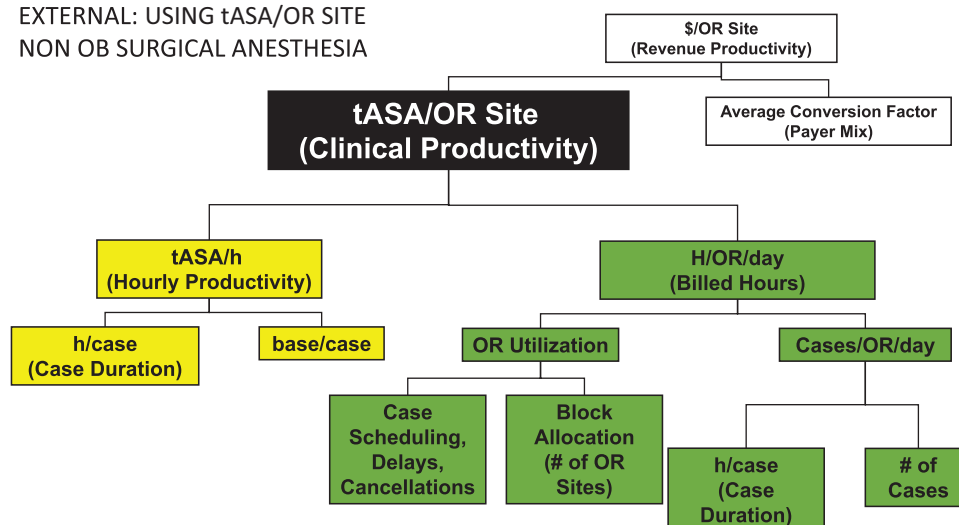 EXTERNAL: USING tASA/OR SITE
NON OB SURGICAL ANESTHESIA
$/OR Site
(Revenue Productivity)
tASA/OR Site
(Clinical Productivity)
Average Conversion Factor
(Payer Mix)
tASA/h
(Hourly Productivity)
H/OR/day
(Billed Hours)
h/case
(Case Duration)
base/case
OR Utilization
Cases/OR/day
Case
Scheduling,
Delays,
Cancellations
Block
Allocation
(# of OR
Sites)
h/case
(Case
Duration)
# of
Cases